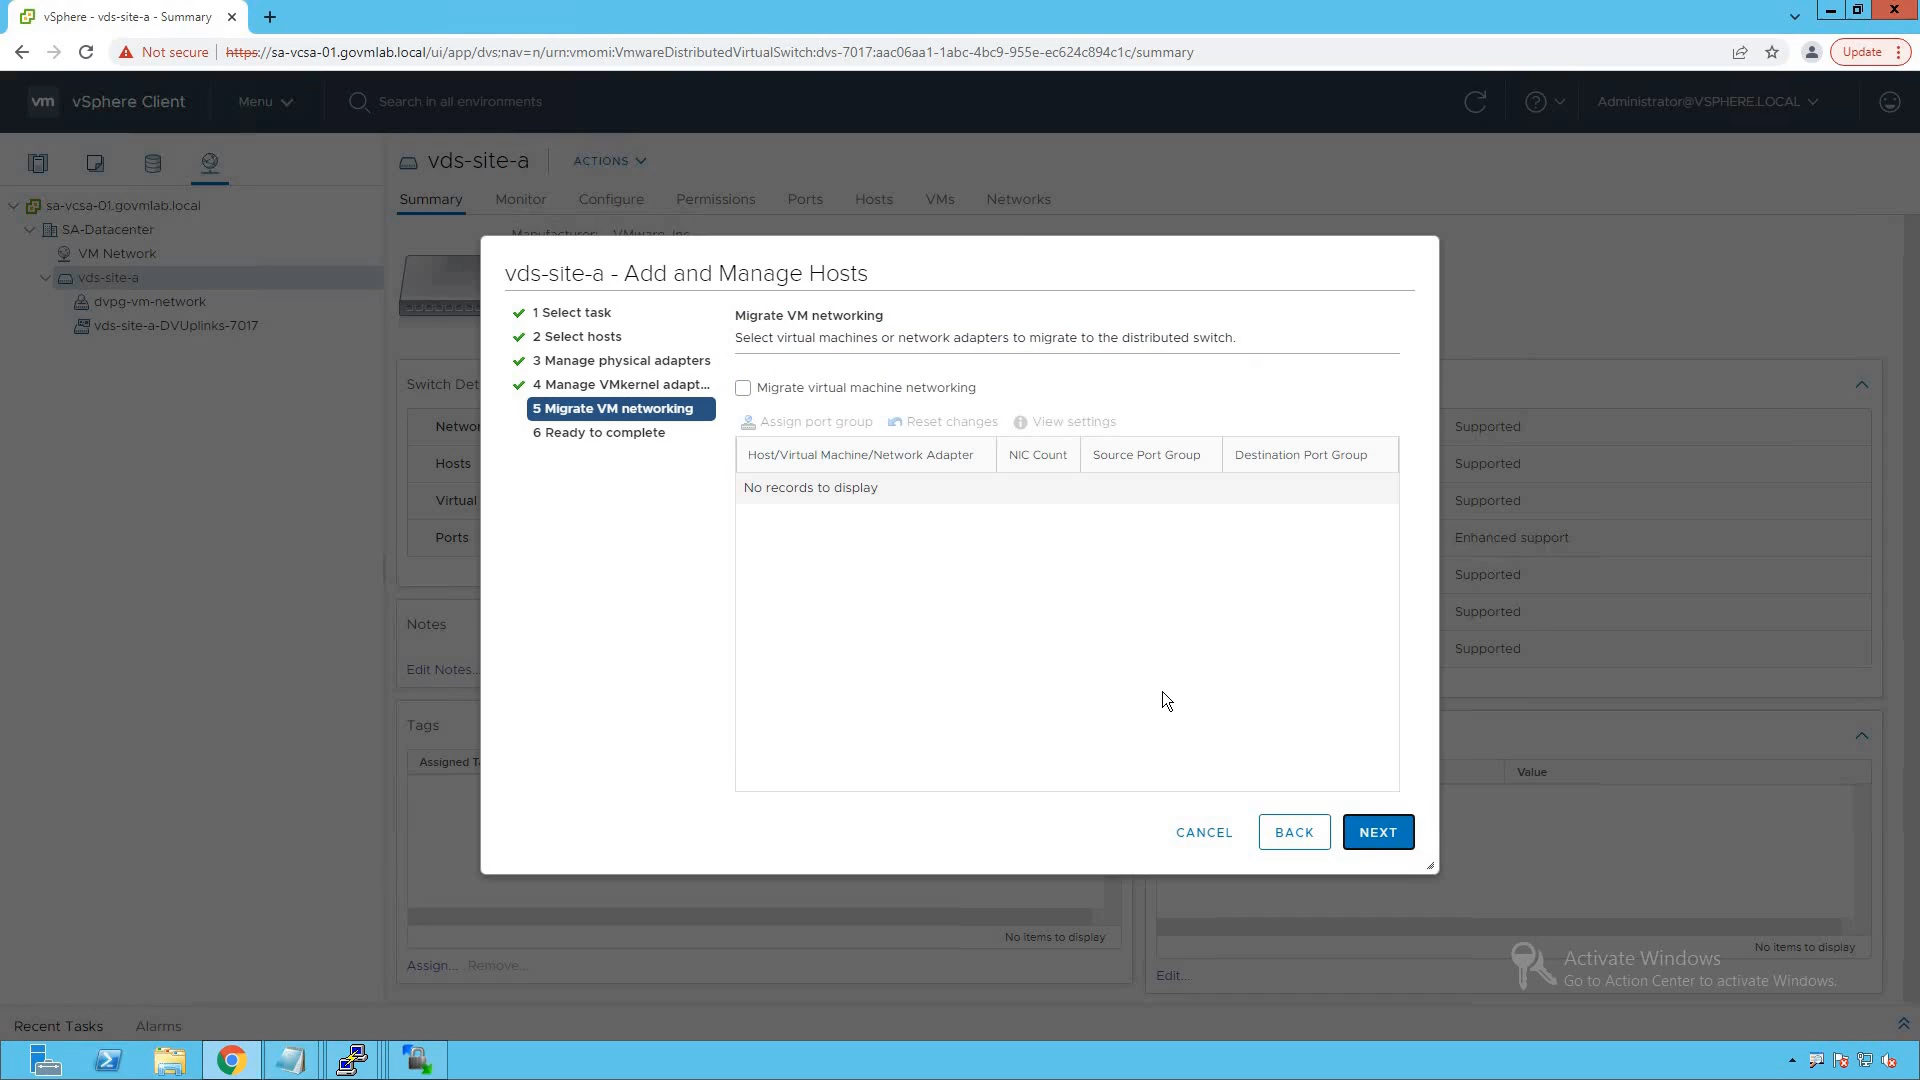 vSphere - vds-site-a - Summary
Not secure
https://sa-vcsa-01.govmlab.local/ui/app/dvs;nav=n/urn:vmomi:VmwareDistributedVirtualSwitch:dvs-7017:aac06aa1-1abc-4bc9-955e-ec624c894c1c/summary
Update
vm
vSphere Client
Menu
Search in all environments
Administrator@VSPHERE.LOCAL
sa-vcsa-01.govmlab.local
SA-Datacenter
VM Network
vds-site-a
dvpg-vm-network
vds-site-a-DVUplinks-7017
vds-site-a
ACTIONS
Summary
Monitor
Configure
Permissions
Ports
Hosts
VMs
Networks
Manufacturer: VMware, Inc.
Switch Det
Networ
Hosts
Virtual
Ports
Supported
Supported
Supported
Enhanced support
Supported
Supported
Supported
Notes
Edit Notes...
Tags
Assigned T
No items to display
Assign... Remove...
Value
No items to display
Edit...
vds-site-a - Add and Manage Hosts
1 Select task
2 Select hosts
3 Manage physical adapters
4 Manage VMkernel adapt...
5 Migrate VM networking
6 Ready to complete
Migrate VM networking
Select virtual machines or network adapters to migrate to the distributed switch.
Migrate virtual machine networking
Assign port group Reset changes View settings
Host/Virtual Machine/Network Adapter NIC Count Source Port Group Destination Port Group
No records to display
CANCEL
BACK
NEXT
Activate Windows
Go to Action Center to activate Windows.
Recent Tasks
Alarms